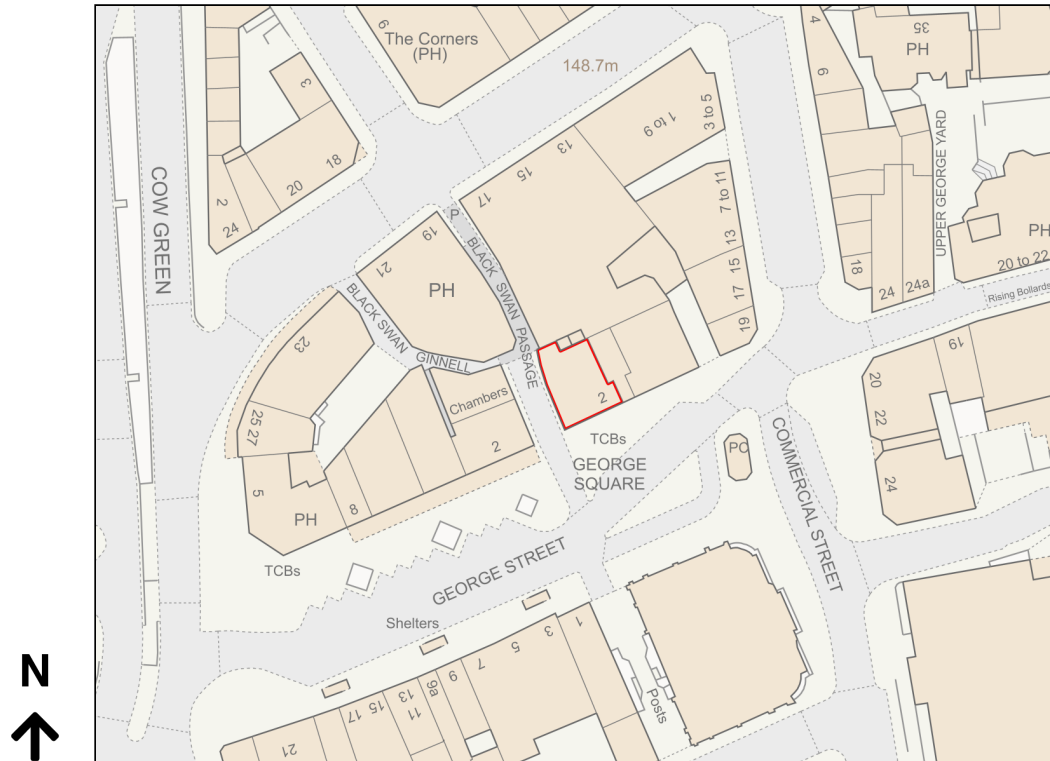 6
The Corners
(PH)
148.7m
4
6
35
PH
3
18
20
2
24
COW GREEN
1 to 9
3 to 5
13
15
17
7 to 11
13
15
17
19
UPPER GEORGE YARD
PH
20 to 22
Rising Bollards
18
24
24a
P
BLACK SWAN PASSAGE
19
21
PH
BLACK SWAN
GINNELL
23
25
27
Chambers
2
2
TCBs
GEORGE
SQUARE
PC
COMMERCIAL STREET
19
20
22
24
5
PH
8
TCBs
GEORGE STREET
Shelters
1
3
5
7
9
9a
11
13
15
17
21
Posts
N